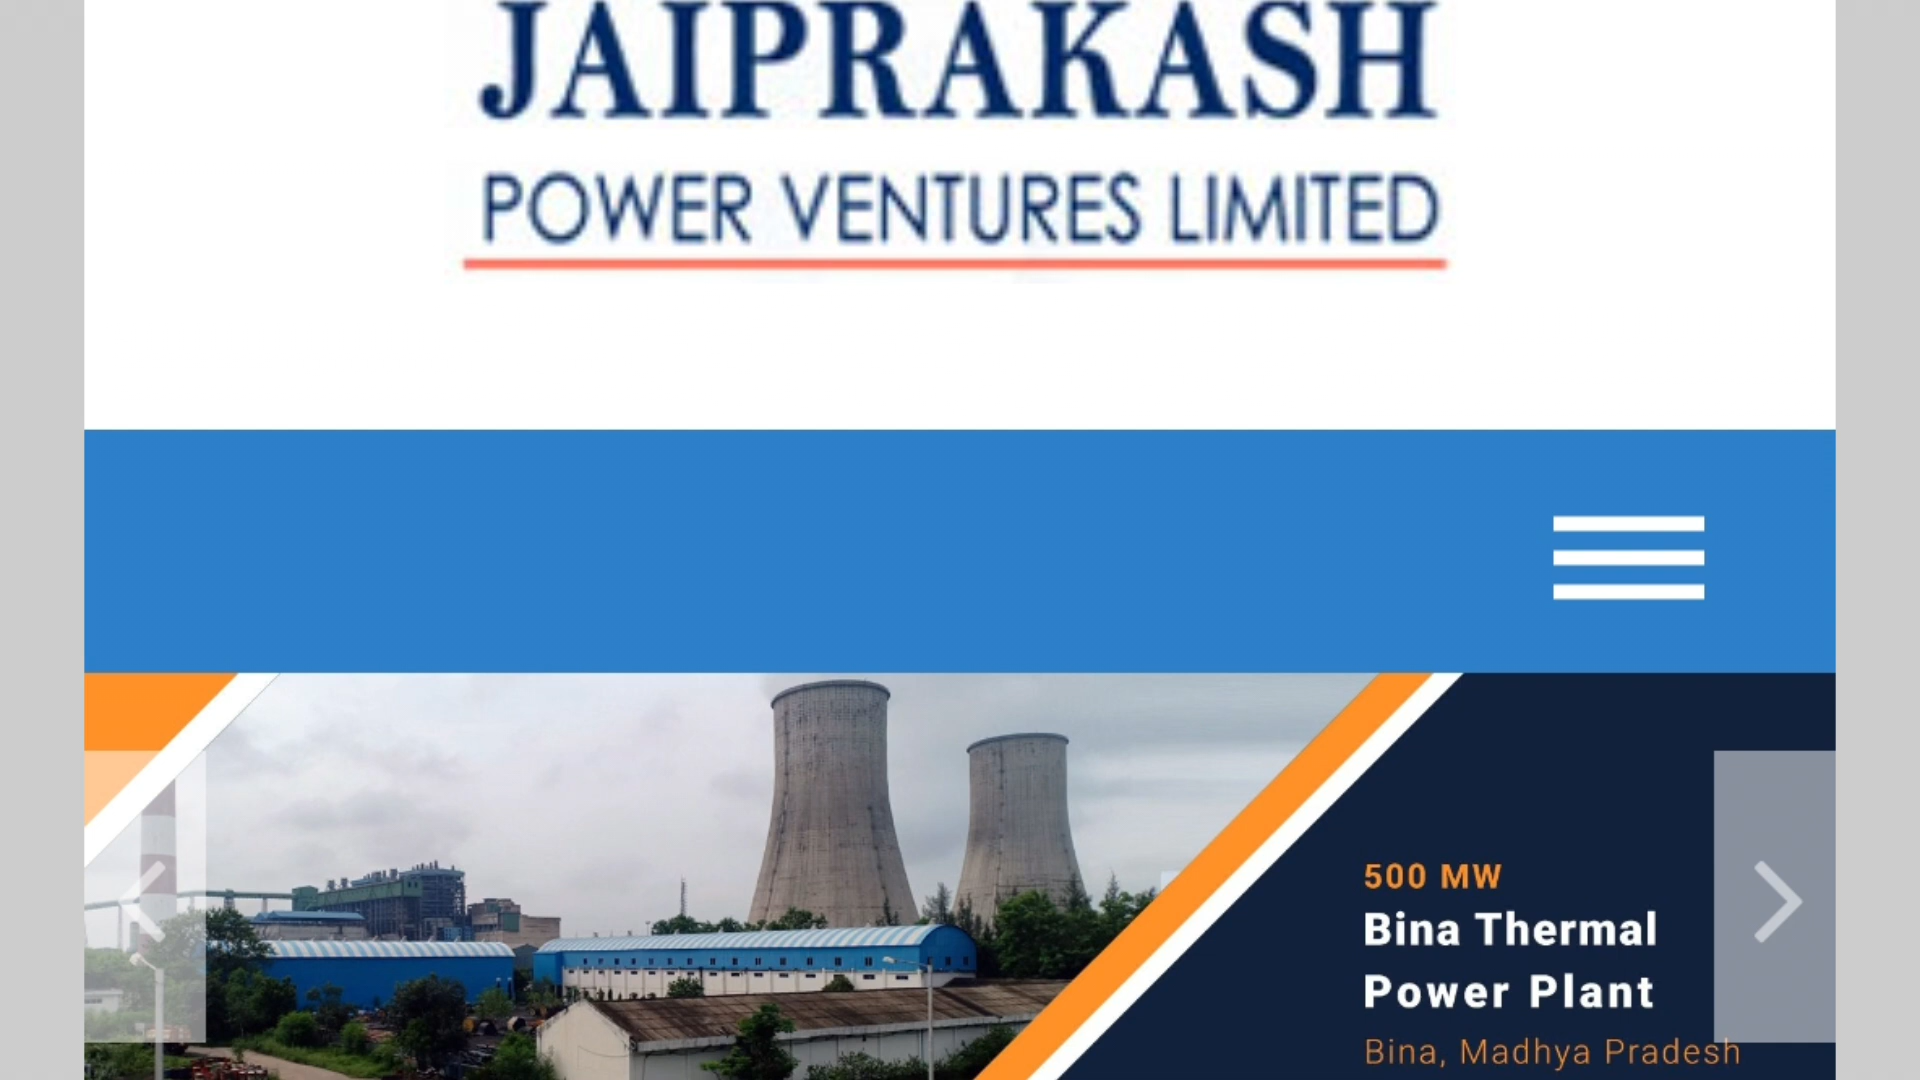 JAIPRAKASH
POWER VENTURES LIMITED
500 MW
Bina Thermal
Power Plant
Bina, Madhya Pradesh